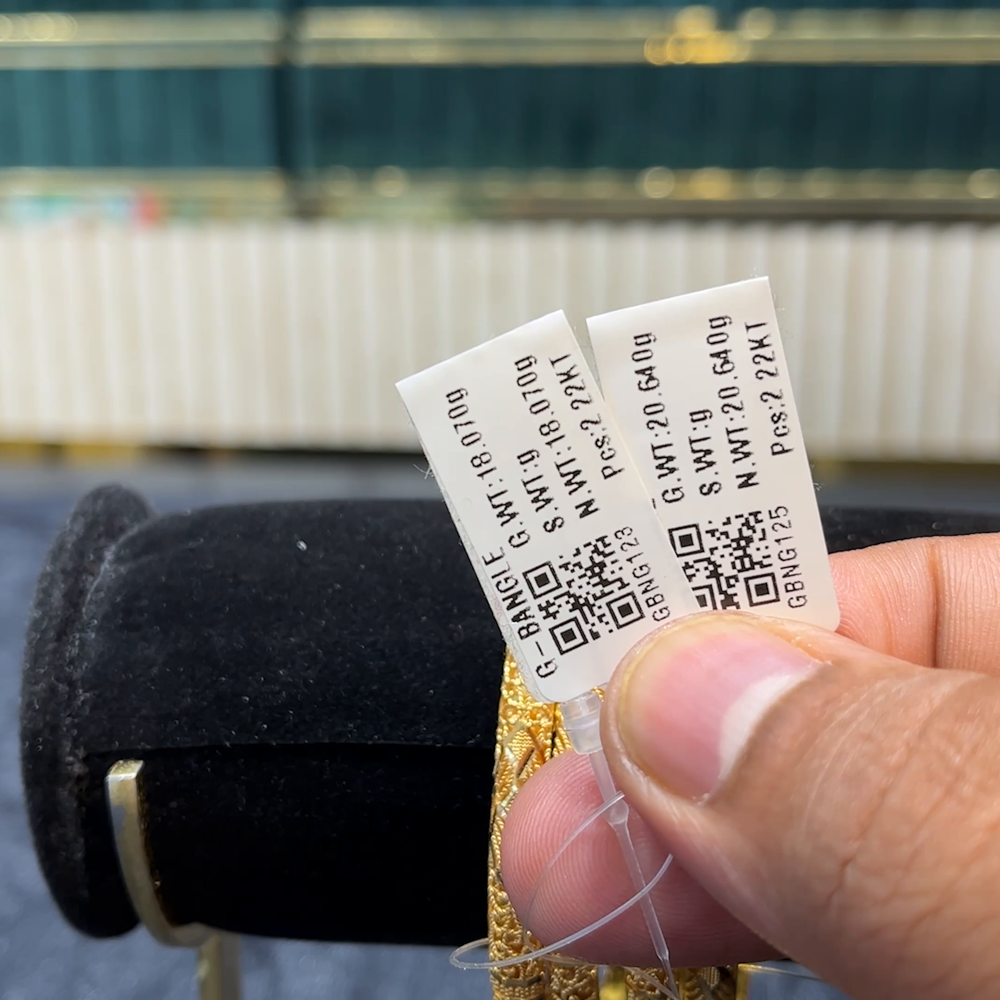 G-BANGLE
G.WT:18.070g
S.WT:g
N.WT:18.070g
Pcs:2 22KT
GBNG123
G.WT:20.640g
S.WT:g
N.WT:20.640g
Pcs:2 22KT
GBNG125